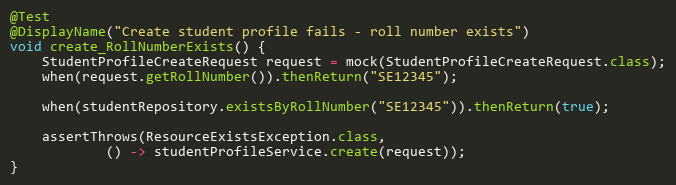 @Test
@DisplayName("Create student profile fails - roll number exists")
void create_RollNumberExists() {
    StudentProfileCreateRequest request = mock(StudentProfileCreateRequest.class);
    when(request.getRollNumber()).thenReturn("SE12345");

    when(studentRepository.existsByRollNumber("SE12345")).thenReturn(true);

    assertThrows(ResourceExistsException.class,
            () -> studentProfileService.create(request));
}